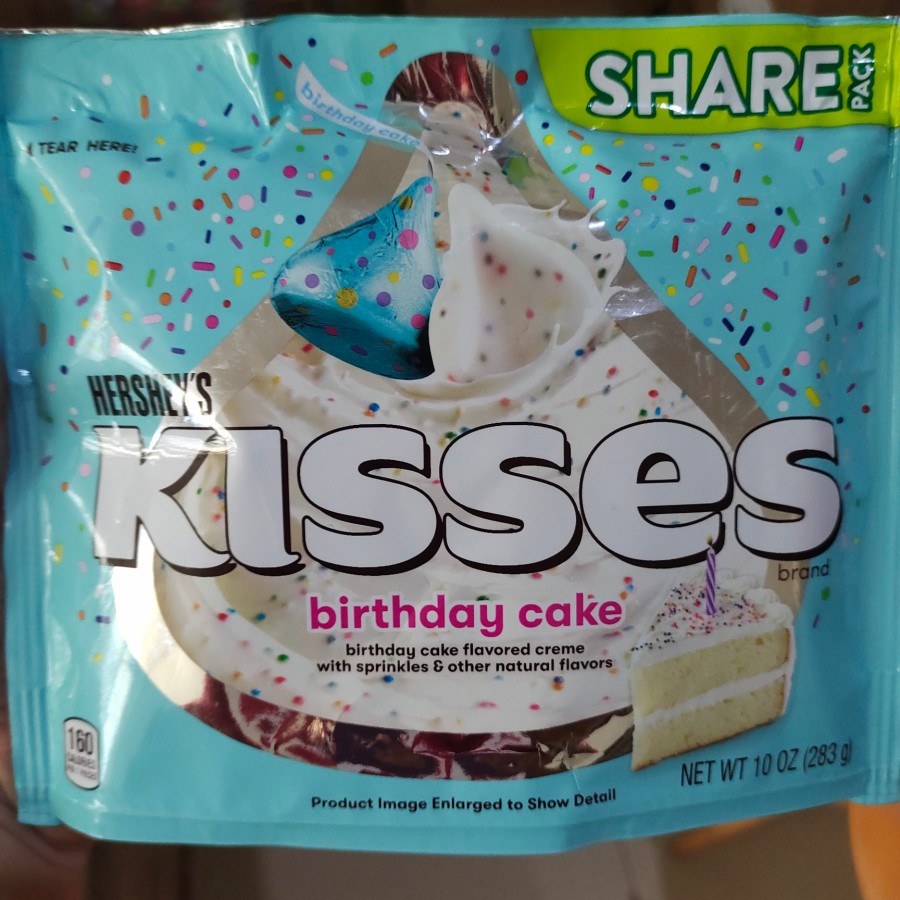 SHARE
PACK
birthday cake
TEAR HERE!
HERSHEY'S
KISSES
brand
birthday cake
birthday cake flavored creme
with sprinkles & other natural flavors
160
CALORIES
NET WT 10 OZ (283 g)
Product Image Enlarged to Show Detail